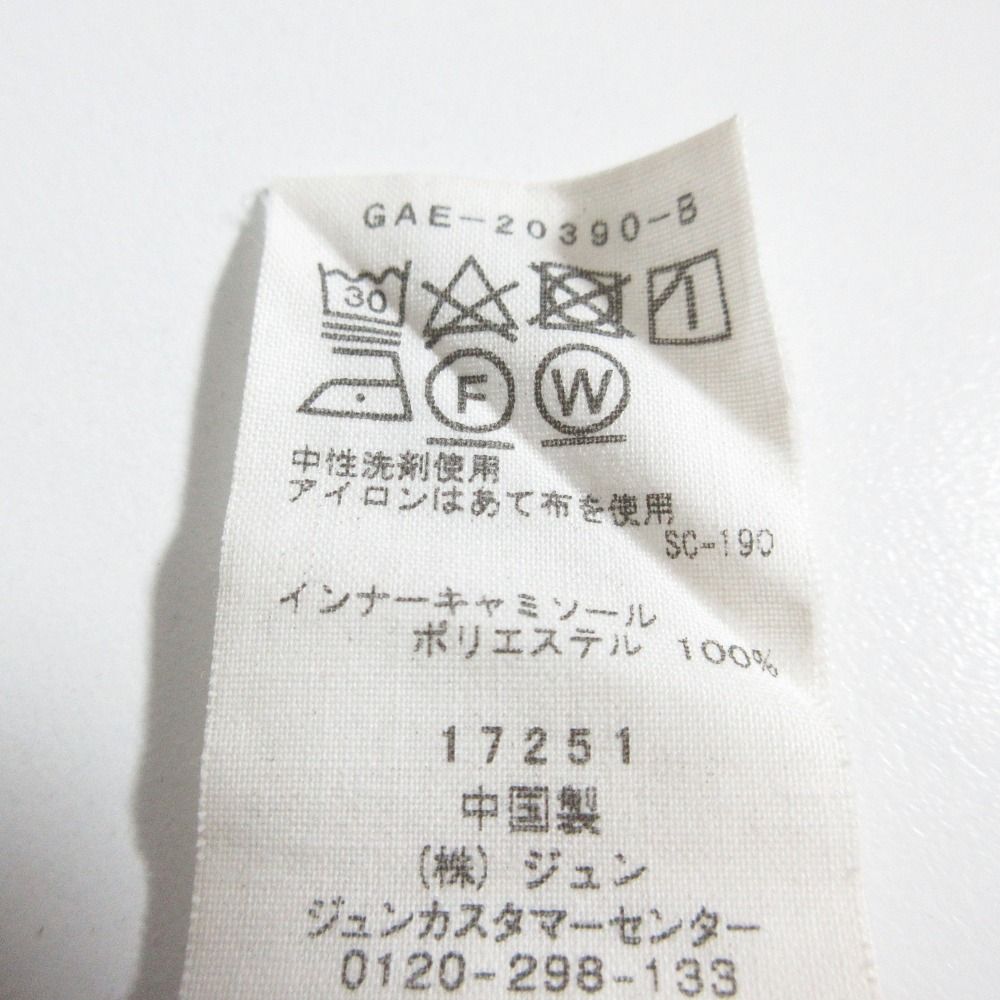 GAE-20390-B
30
F W
中性洗剤使用
アイロンはあて布を使用
SC-190
インナーキャミソール
ポリエステル 100%
17251
中国製
(株) ジュン
ジュンカスタマーセンター
0120-298-133